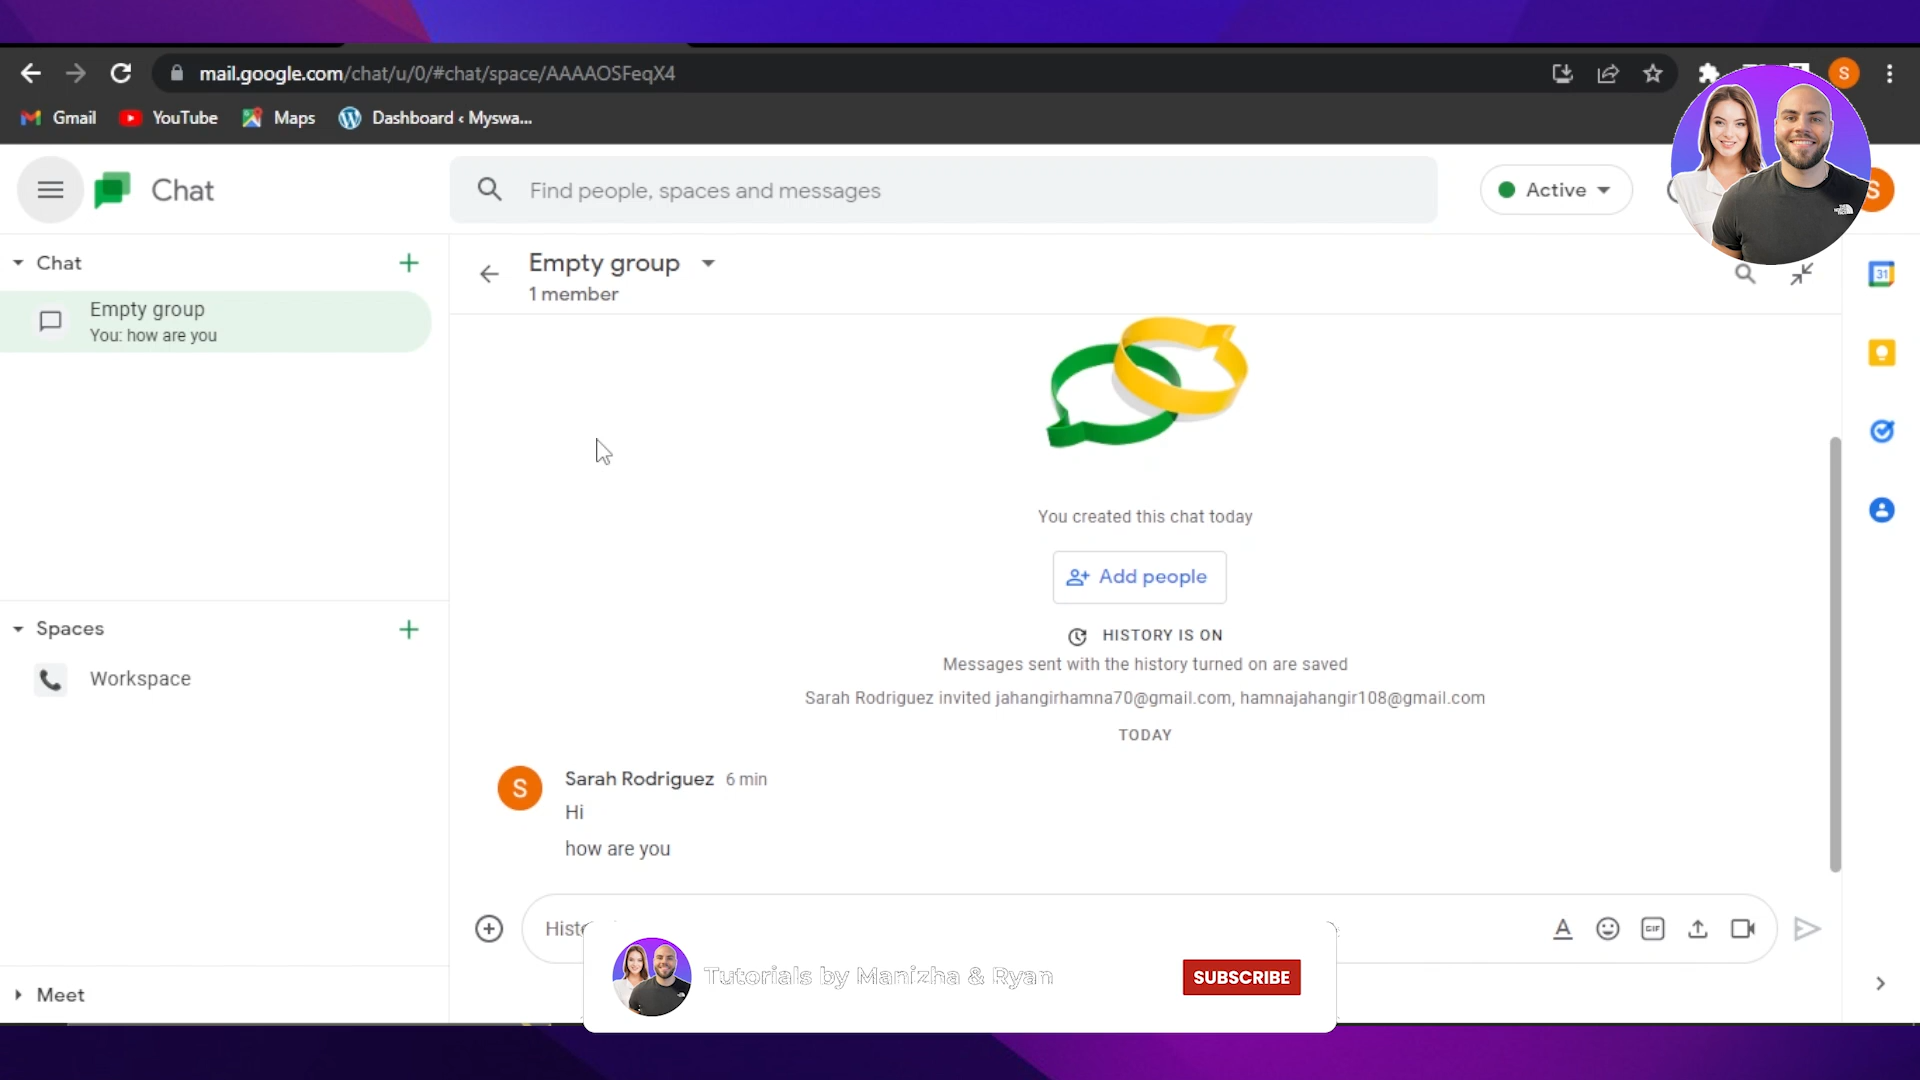 mail.google.com/chat/u/0/#chat/space/AAAAOSFeqX4
S
Gmail
YouTube
Maps
Dashboard ‹ Myswa...
Chat
Find people, spaces and messages
Active
S
Chat
Empty group
You: how are you
Empty group
1 member
31
You created this chat today
Add people
HISTORY IS ON
Messages sent with the history turned on are saved
Sarah Rodriguez invited jahangirhamna70@gmail.com, hamnajahangir108@gmail.com
TODAY
Spaces
Workspace
S
Sarah Rodriguez 6 min
Hi
how are you
GIF
Meet
Tutorials by Manizha & Ryan
SUBSCRIBE